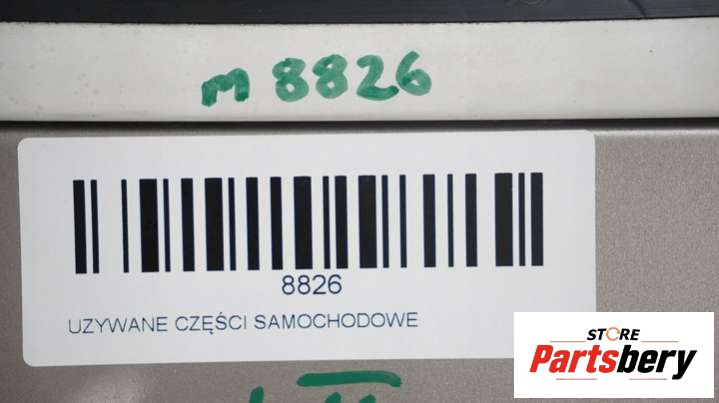 m 8826
8826
UZYWANE CZĘŚCI SAMOCHODOWE
STORE
Partsbery